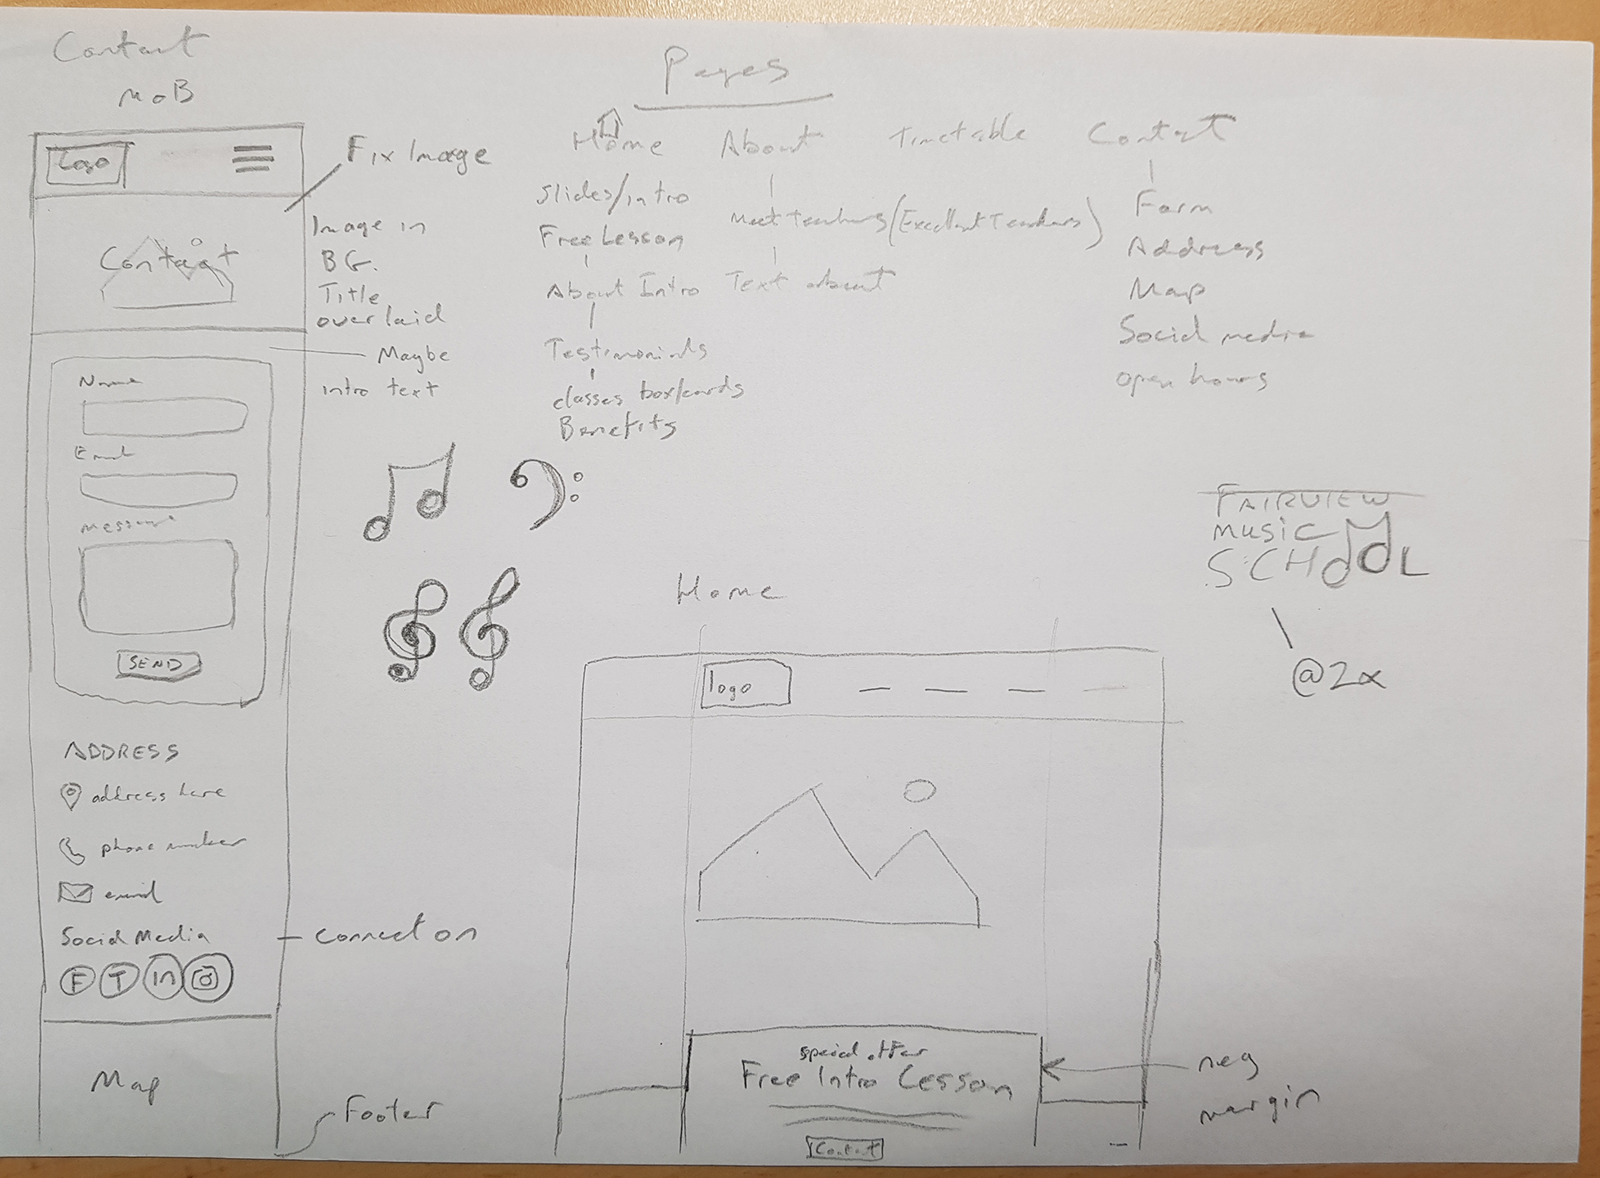 Contact
MOB
Logo
Contact
Name
Email
Message
SEND
ADDRESS
address here
phone number
email
Social Media
F T in
Map
Fix Image
Image in
BG.
Title
overlaid
Maybe
intro text
Connect on
Footer
Pages
Home
Slides/intro
Free Lesson
About Intro
Testimonials
classes box/cards
Benefits
About
Meet Teachers (Excellent Teachers)
Text about
Timetable
Contact
Form
Address
Map
Social media
open hours
FAIRVIEW
MUSIC
SCHOOL
@2x
Home
logo
special offer
Free Intro Lesson
Contact
neg
margin